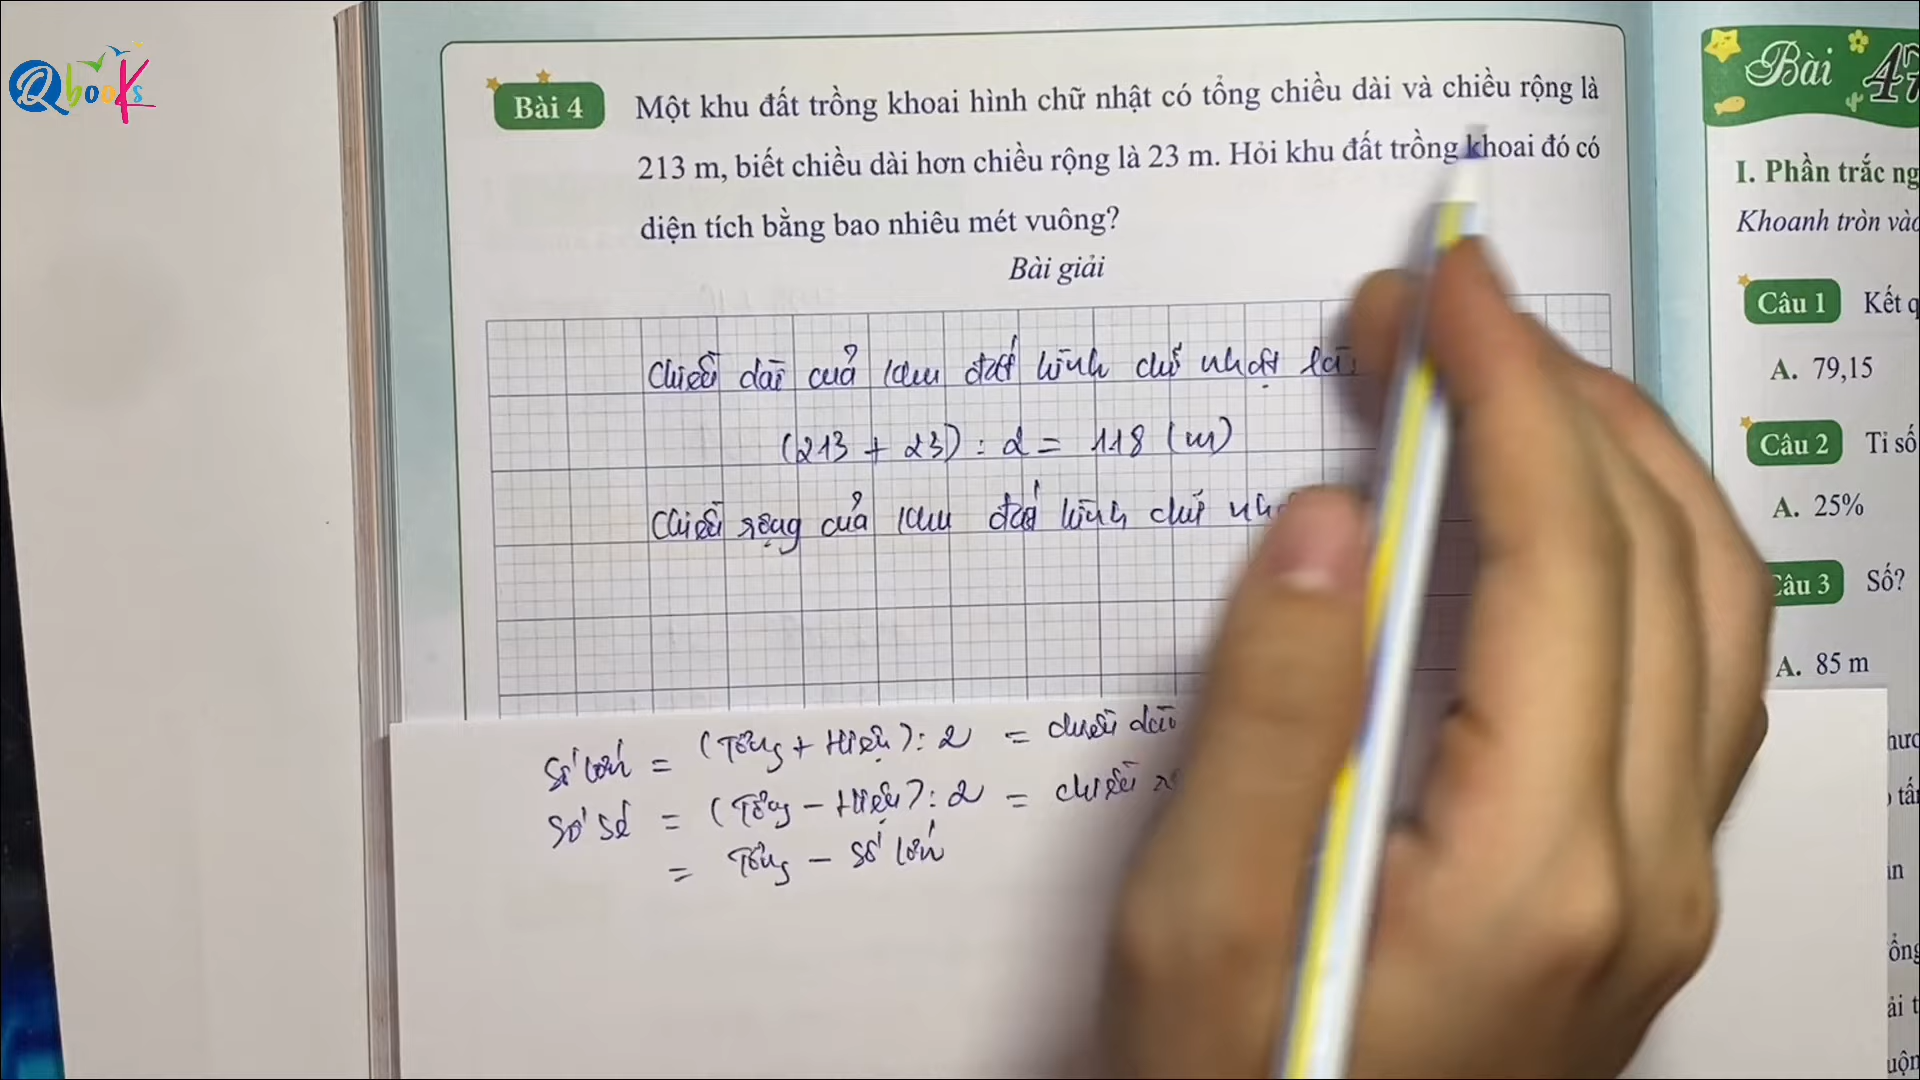 Qbooks
Bài 4 Một khu đất trồng khoai hình chữ nhật có tổng chiều dài và chiều rộng là
213 m, biết chiều dài hơn chiều rộng là 23 m. Hỏi khu đất trồng khoai đó có
diện tích bằng bao nhiêu mét vuông?
Bài giải
Chiều dài của khu đất hình chữ nhật là
(213 + 23) : 2 = 118 (m)
Chiều rộng của khu đất hình chữ
Số lớn = (Tổng + Hiệu) : 2 = chiều dài
Số bé = (Tổng - Hiệu) : 2 = chiều
= Tổng - số lớn
Bài 47
I. Phần trắc
Khoanh tròn
Câu 1 Kết
A. 79,15
Câu 2 Tỉ số
A. 25%
Câu 3 Số?
A. 85 m